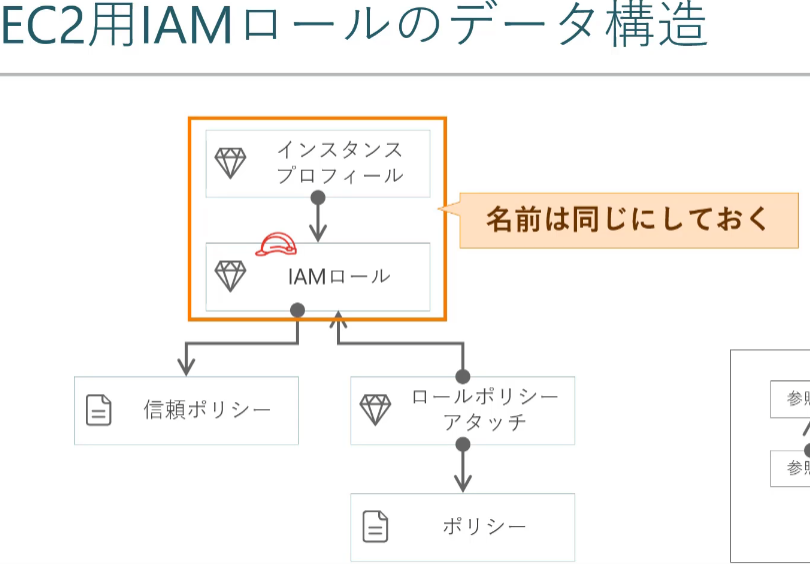 EC2用IAMロールのデータ構造
インスタンス
プロフィール
名前は同じにしておく
IAMロール
信頼ポリシー
ロールポリシー
アタッチ
ポリシー